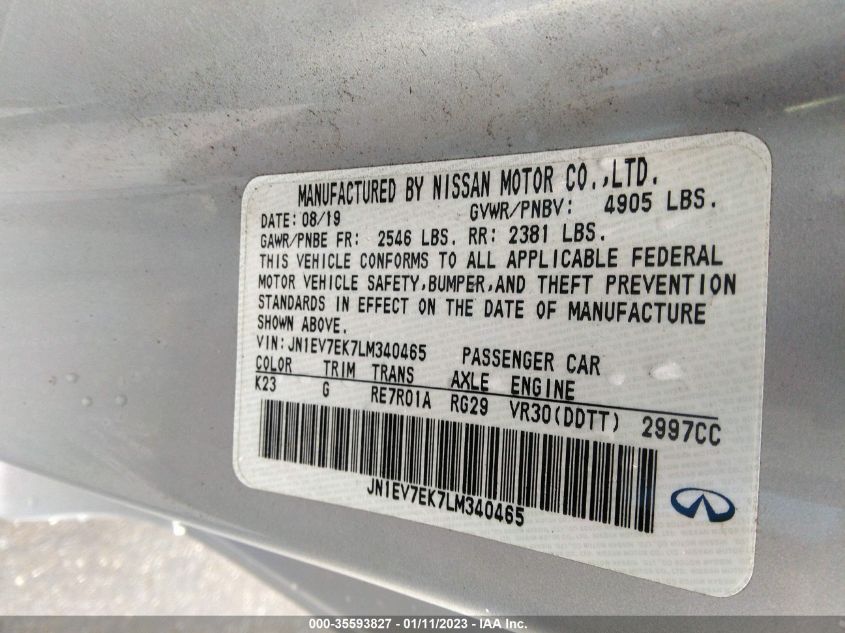 MANUFACTURED BY NISSAN MOTOR CO.,LTD.
DATE: 08/19 GVWR/PNBV: 4905 LBS.
GAWR/PNBE FR: 2546 LBS. RR: 2381 LBS.
THIS VEHICLE CONFORMS TO ALL APPLICABLE FEDERAL
MOTOR VEHICLE SAFETY,BUMPER,AND THEFT PREVENTION
STANDARDS IN EFFECT ON THE DATE OF MANUFACTURE
SHOWN ABOVE.
VIN: JN1EV7EK7LM340465 PASSENGER CAR
COLOR TRIM TRANS AXLE ENGINE
K23 G RE7R01A RG29 VR30(DDTT) 2997CC
JN1EV7EK7LM340465
000-35593827 - 01/11/2023 - IAA Inc.